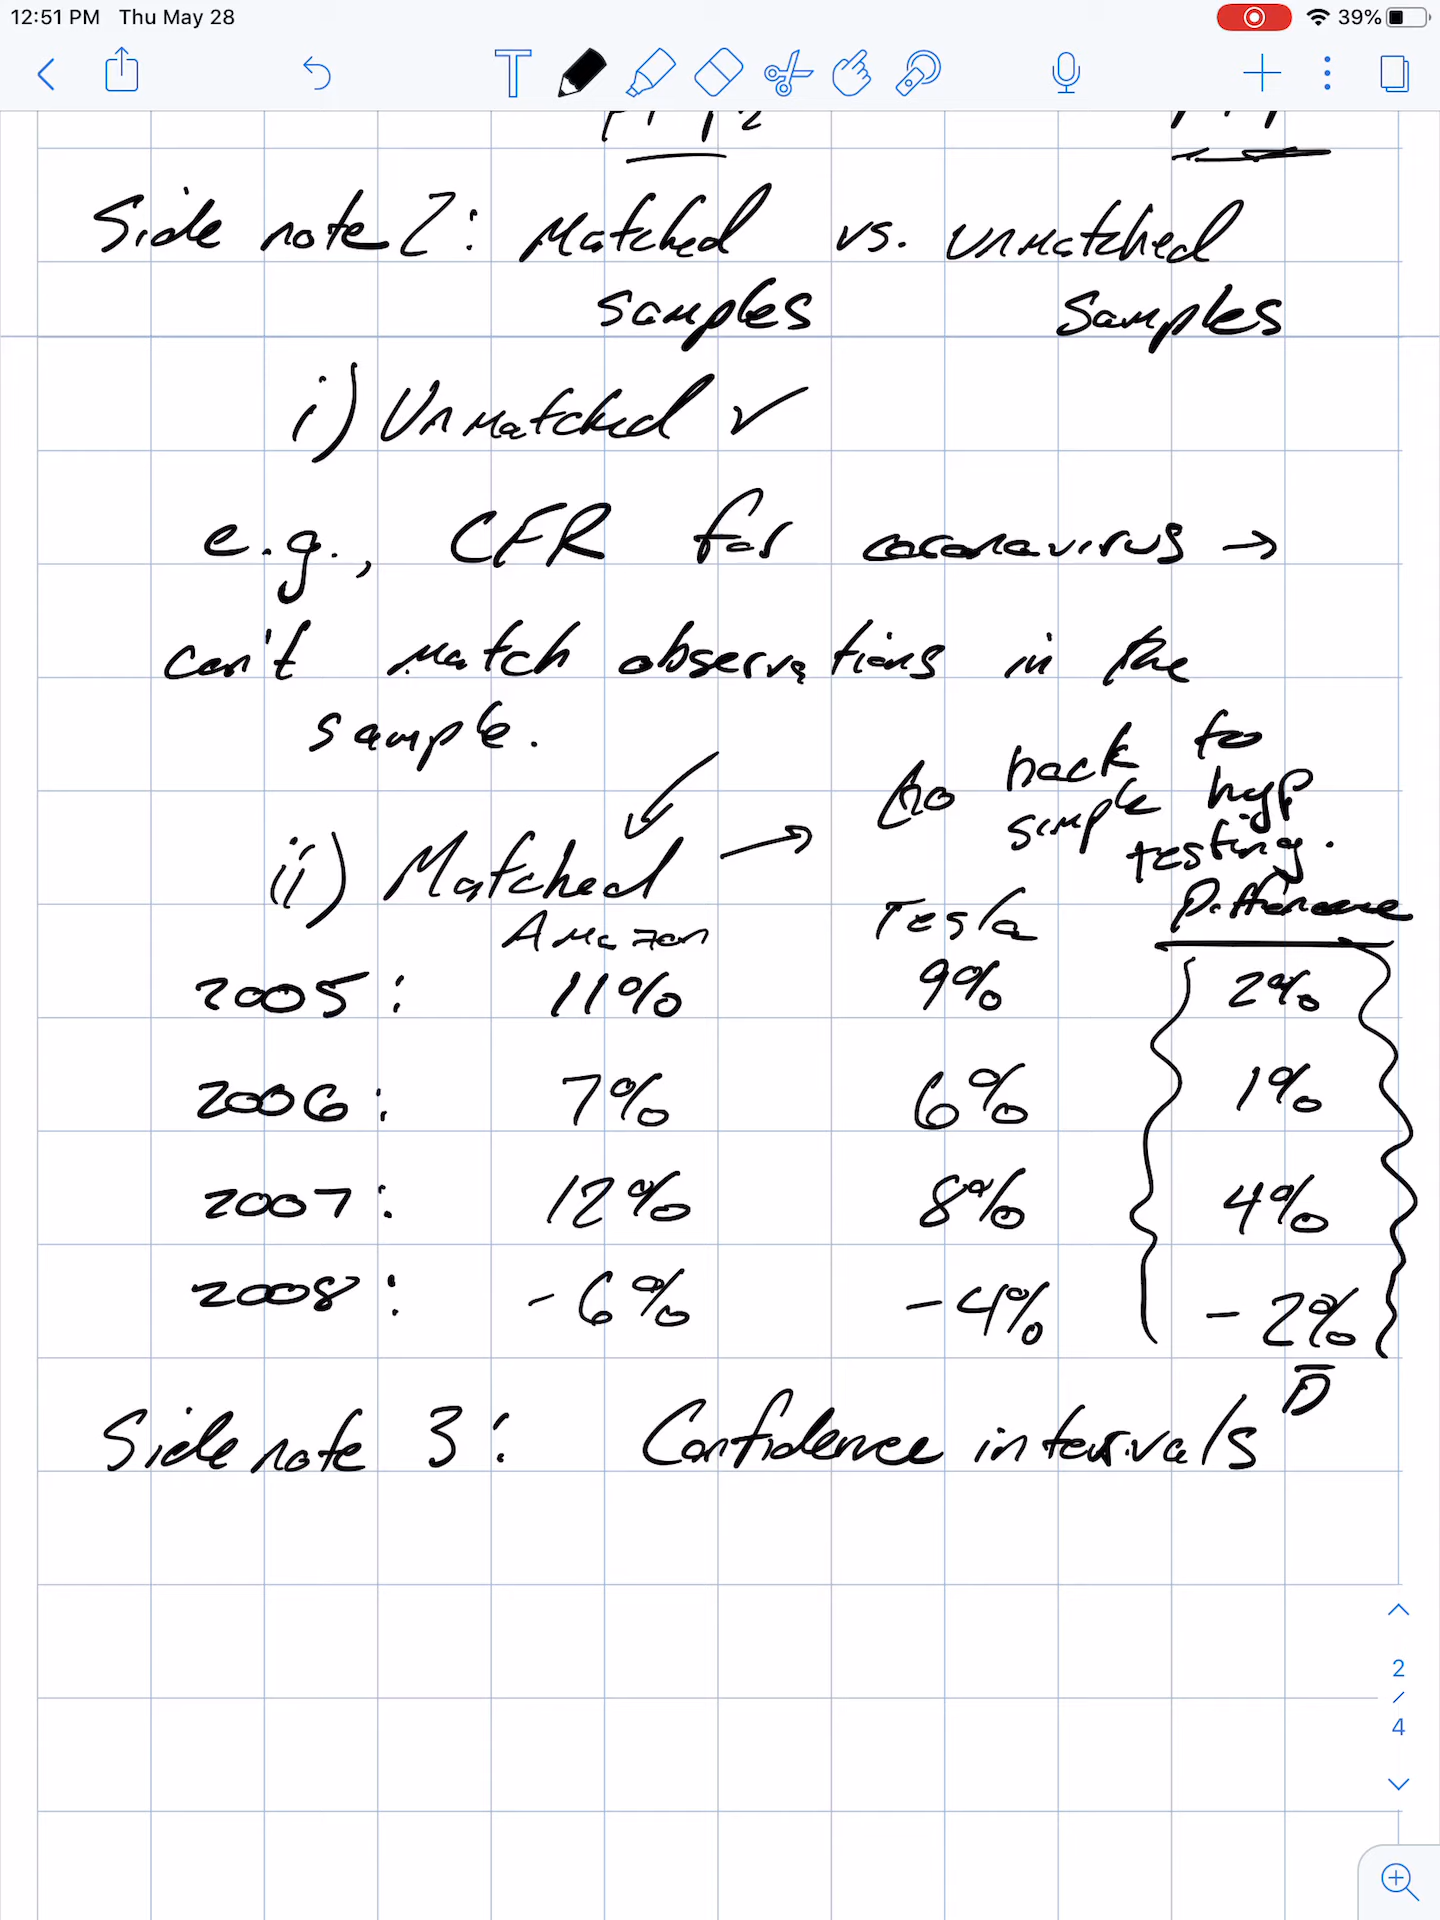 12:51 PM Thu May 28 39%
Side note 2: Matched vs. unmatched
samples samples
i) Unmatched ✓
e.g., CFR for coronavirus →
can't match observations in the
sample.
Go back to
simple hyp
testing.
ii) Matched →
Amazon Tesla Difference
2005: 11% 9% 2%
2006: 7% 6% 1%
2007: 12% 8% 4%
2008: -6% -4% -2%
D̅
Side note 3: Confidence intervals
2
/
4